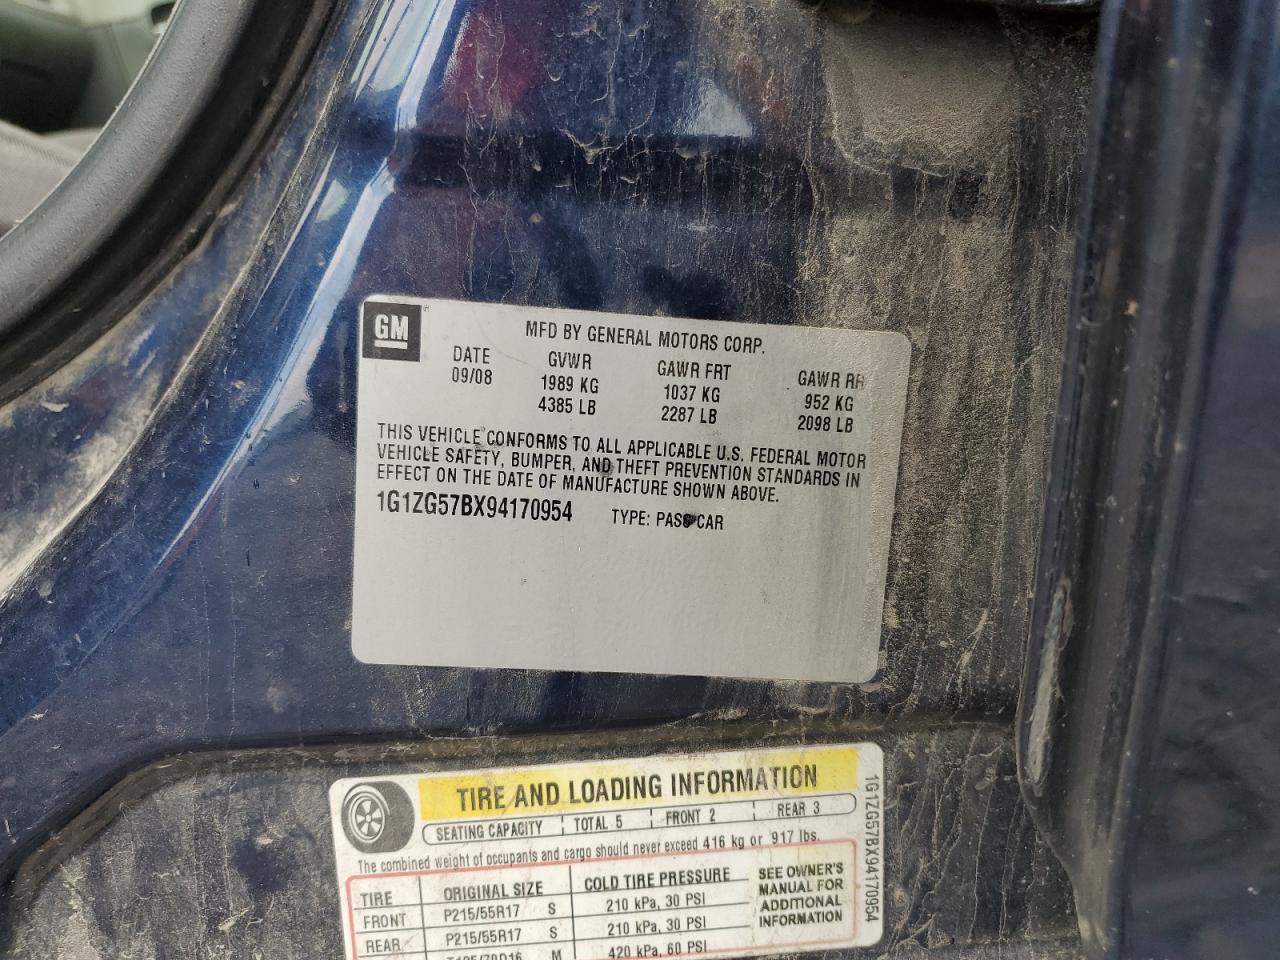 GM
MFD BY GENERAL MOTORS CORP.
DATE GVWR GAWR FRT GAWR RR
09/08 1989 KG 1037 KG 952 KG
4385 LB 2287 LB 2098 LB
THIS VEHICLE CONFORMS TO ALL APPLICABLE U.S. FEDERAL MOTOR
VEHICLE SAFETY, BUMPER, AND THEFT PREVENTION STANDARDS IN
EFFECT ON THE DATE OF MANUFACTURE SHOWN ABOVE.
1G1ZG57BX94170954 TYPE: PASS CAR
TIRE AND LOADING INFORMATION
SEATING CAPACITY TOTAL 5 FRONT 2 REAR 3
The combined weight of occupants and cargo should never exceed 416 kg or 917 lbs.
TIRE ORIGINAL SIZE COLD TIRE PRESSURE
FRONT P215/55R17 S 210 kPa, 30 PSI
REAR P215/55R17 S 210 kPa, 30 PSI
M 420 kPa, 60 PSI
SEE OWNER'S
MANUAL FOR
ADDITIONAL
INFORMATION
1G1ZG57BX94170954